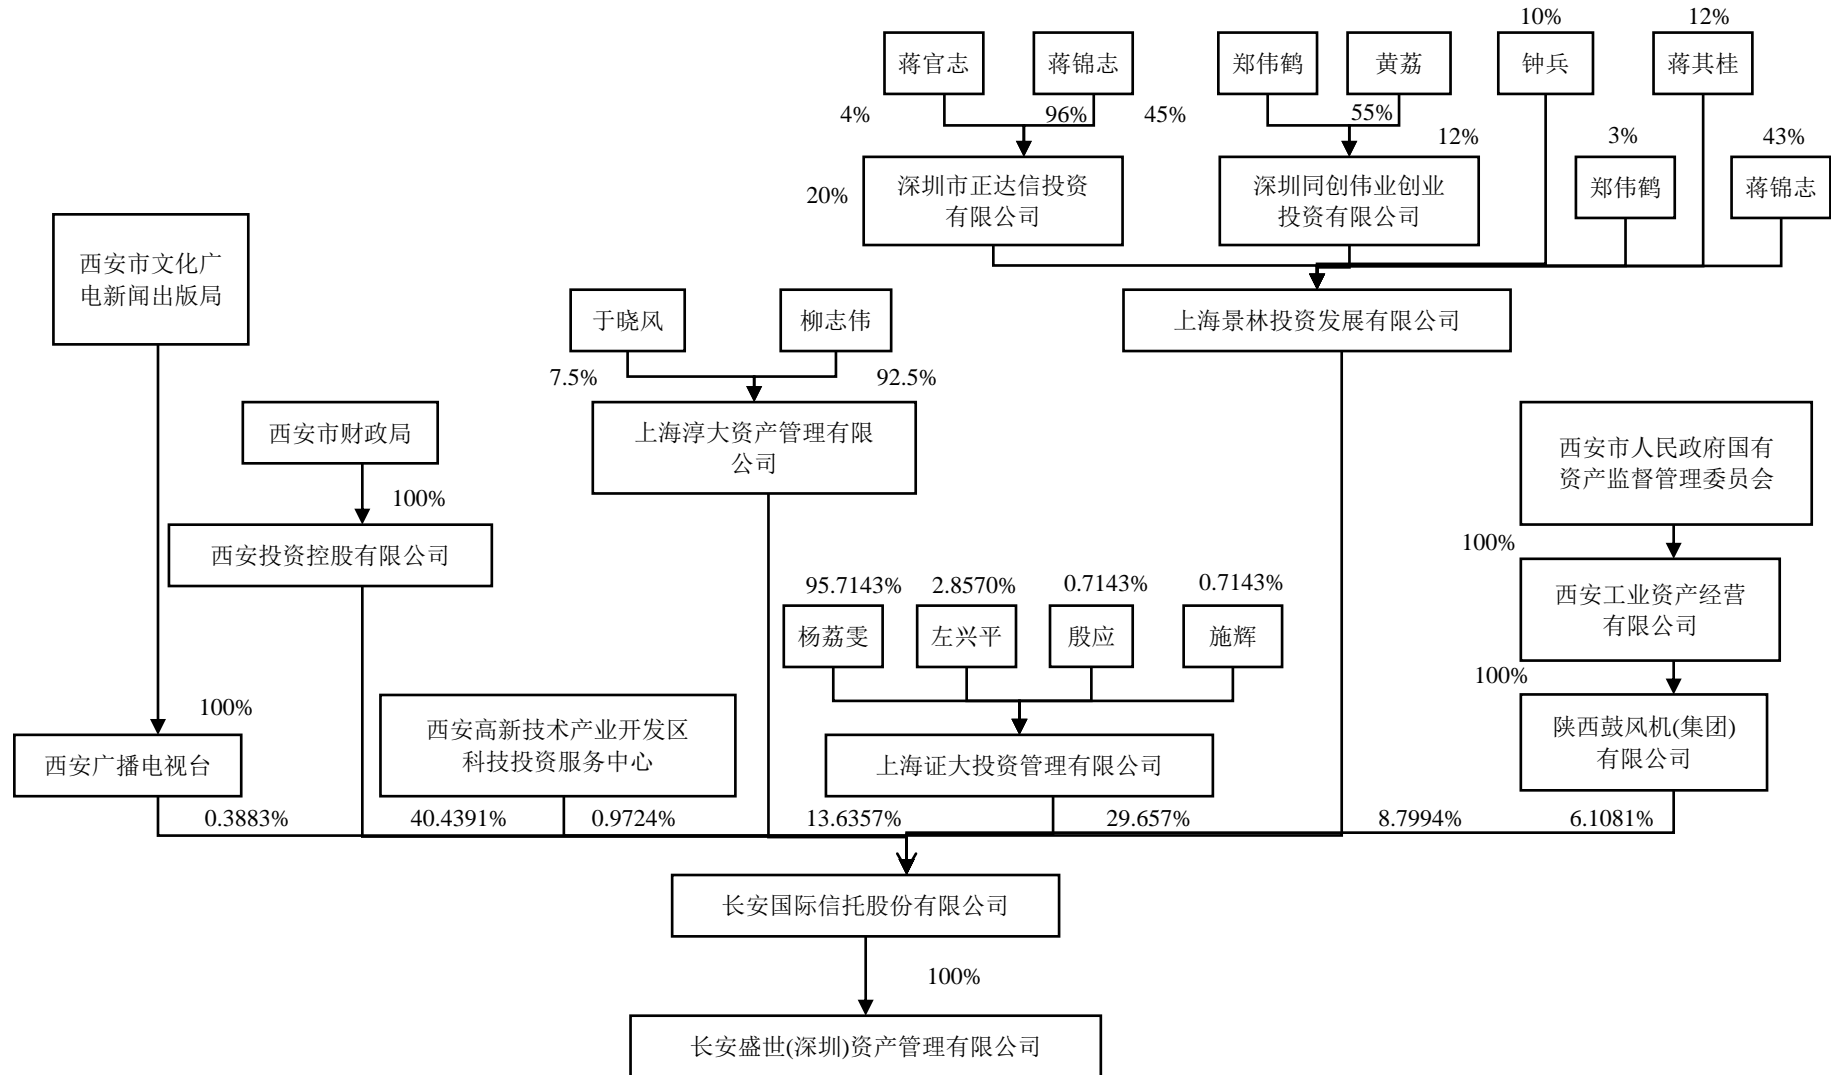 10%
12%
蒋官志
蒋锦志
郑伟鹤
黄荔
钟兵
蒋其桂
4%
96%
45%
55%
12%
3%
43%
20%
深圳市正达信投资
有限公司
深圳同创伟业创业
投资有限公司
郑伟鹤
蒋锦志
西安市文化广
电新闻出版局
于晓风
柳志伟
上海景林投资发展有限公司
7.5%
92.5%
西安市财政局
上海淳大资产管理有限
公司
西安市人民政府国有
资产监督管理委员会
100%
西安投资控股有限公司
100%
95.7143%
2.8570%
0.7143%
0.7143%
杨荔雯
左兴平
殷应
施辉
西安工业资产经营
有限公司
100%
100%
西安高新技术产业开发区
科技投资服务中心
陕西鼓风机(集团)
有限公司
西安广播电视台
上海证大投资管理有限公司
0.3883%
40.4391%
0.9724%
13.6357%
29.657%
8.7994%
6.1081%
长安国际信托股份有限公司
100%
长安盛世(深圳)资产管理有限公司